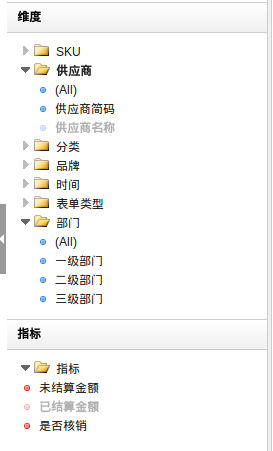 维度
SKU
供应商
(All)
供应商简码
供应商名称
分类
品牌
时间
表单类型
部门
(All)
一级部门
二级部门
三级部门
指标
指标
未结算金额
已结算金额
是否核销